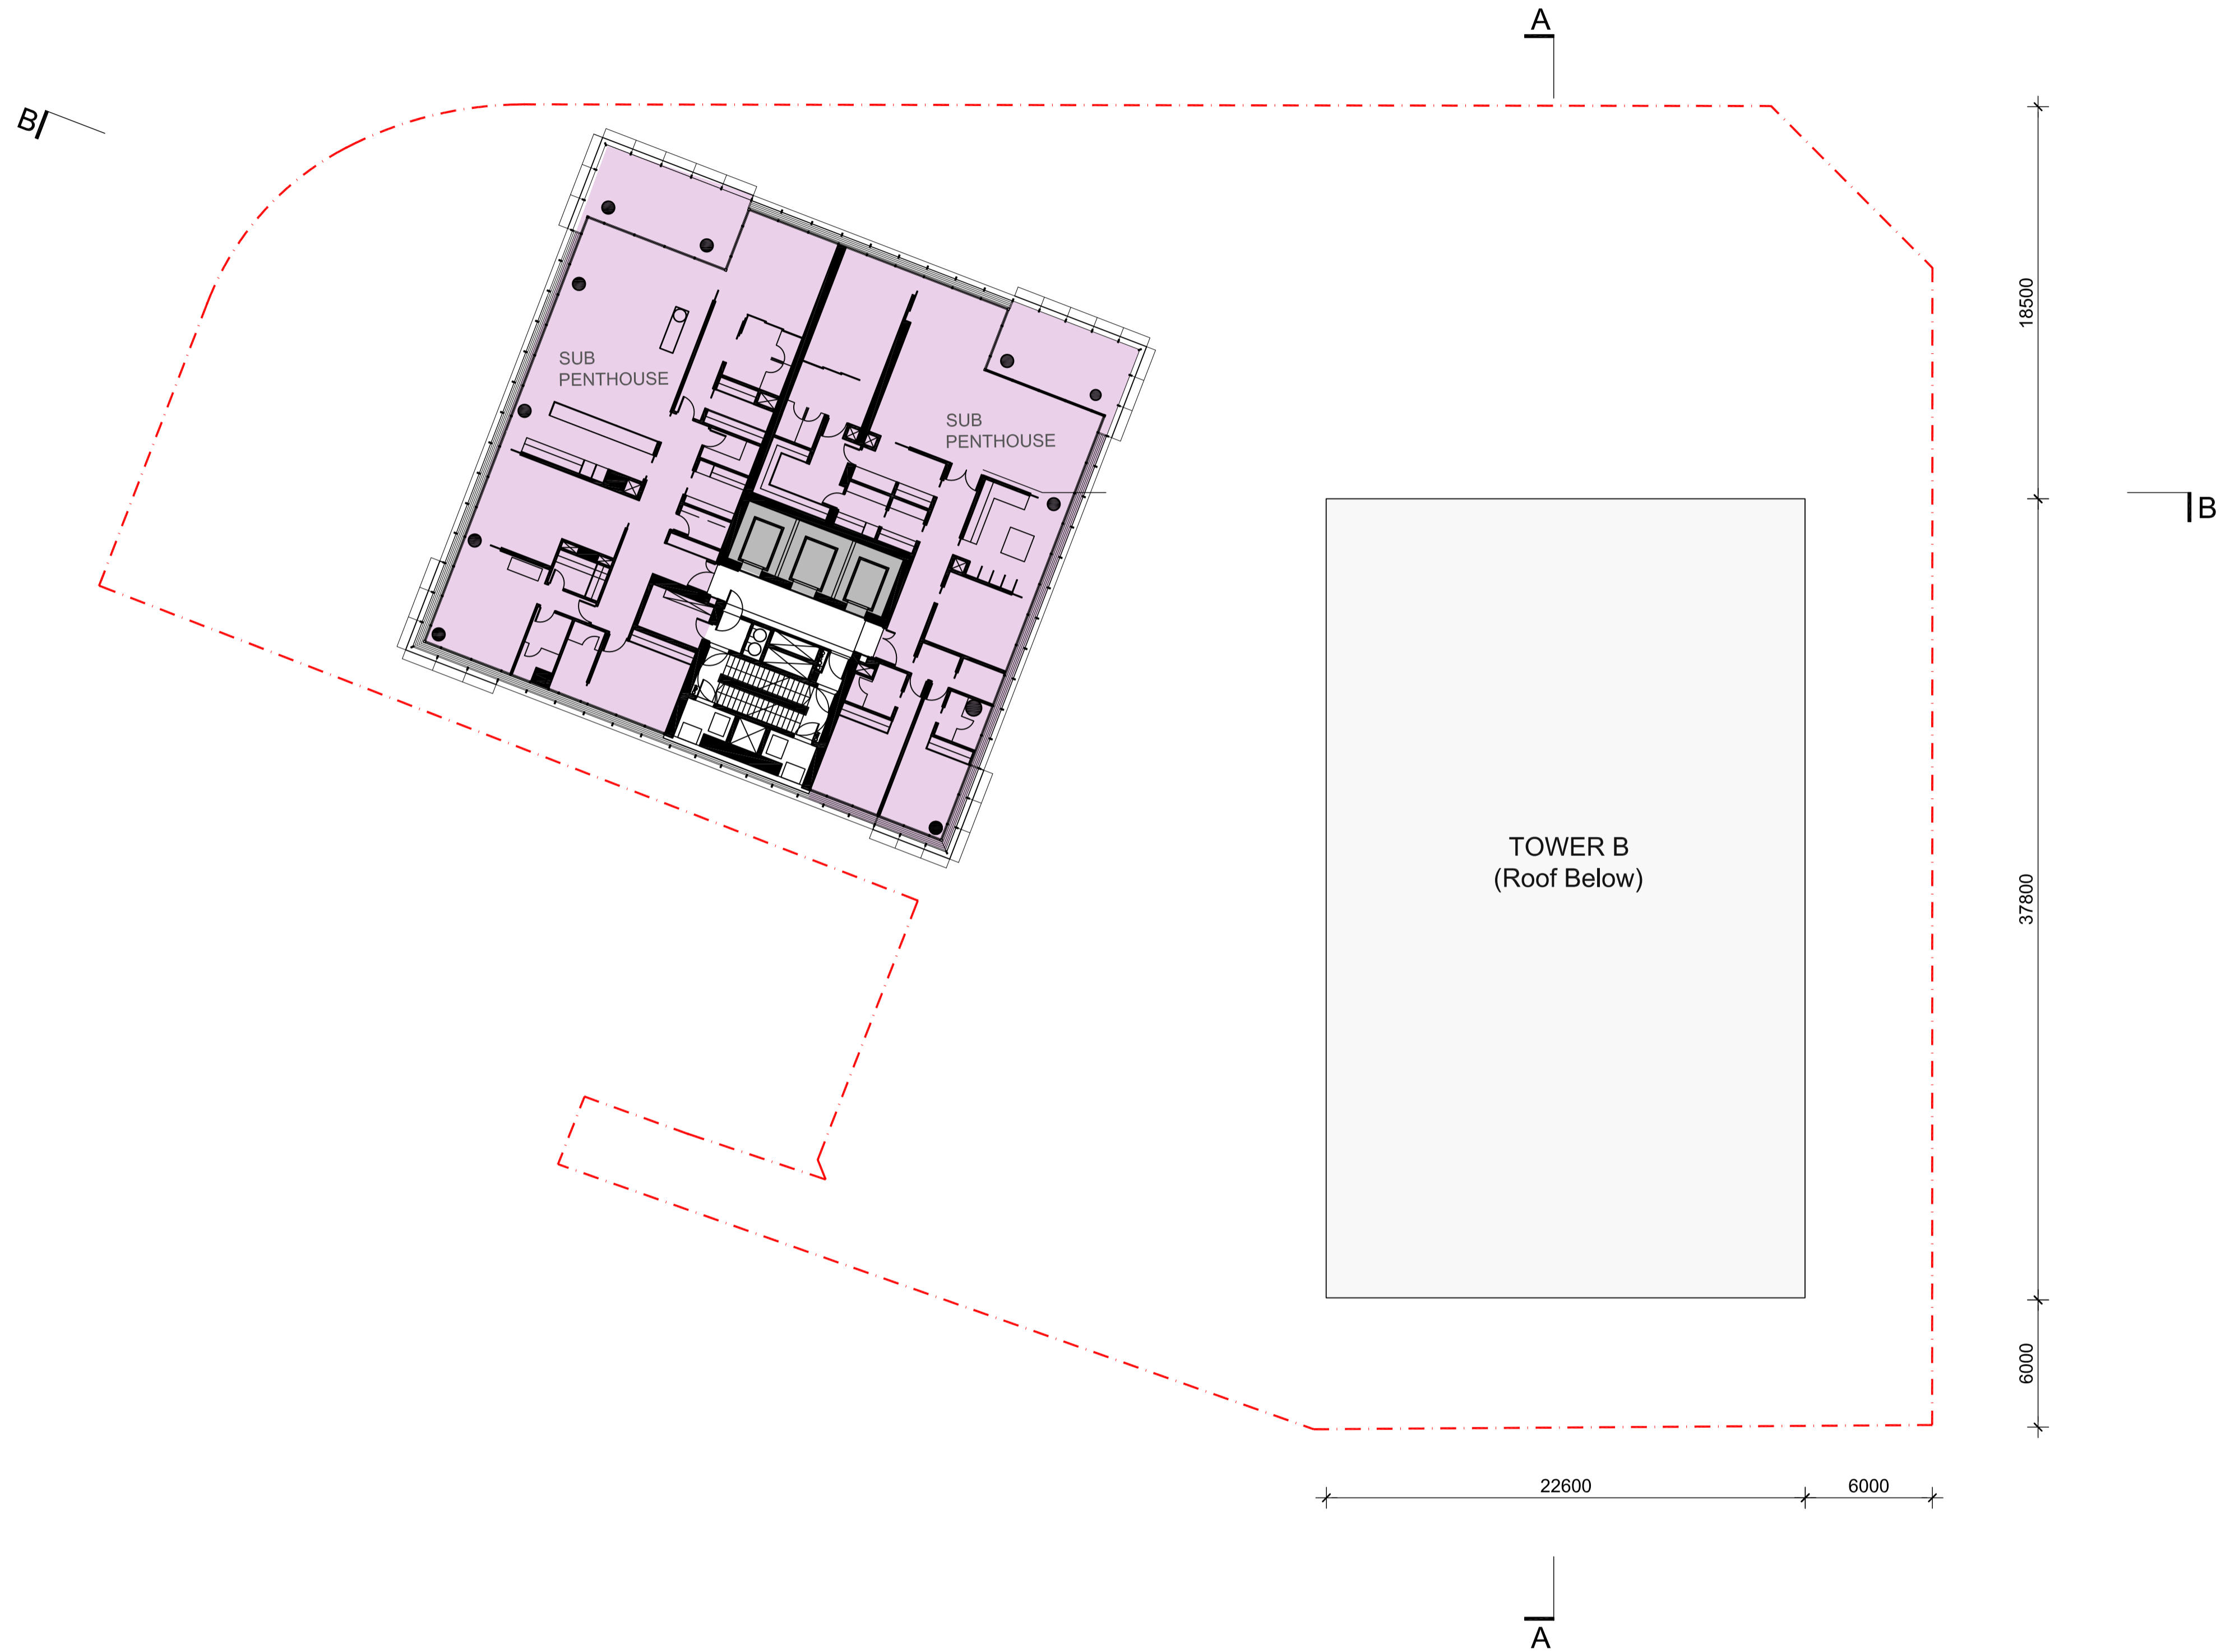 A
B
18500
SUB
PENTHOUSE
SUB
PENTHOUSE
B
TOWER B
(Roof Below)
37800
6000
22600
6000
A